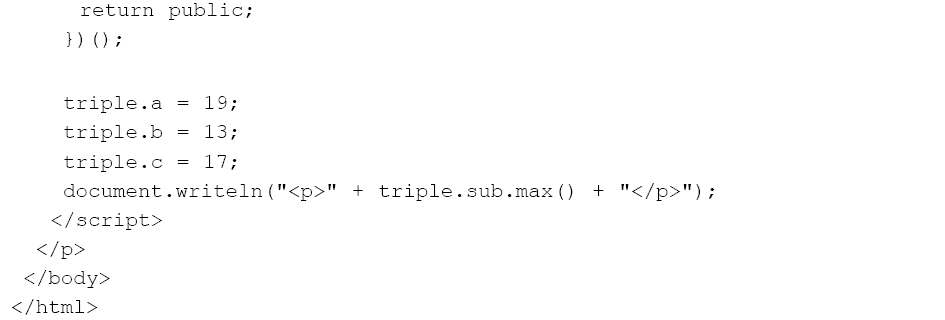 return public;
})();
triple.a = 19;
triple.b = 13;
triple.c = 17;
document.writeln("<p>" + triple.sub.max() + "</p>");
</script>
</p>
</body>
</html>